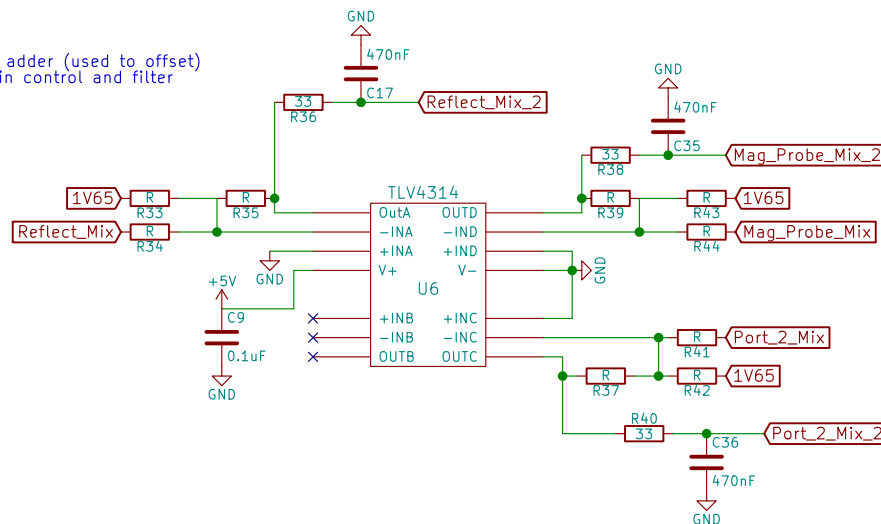 GND
adder (used to offset)
in control and filter
470nF
C17
33
R36
Reflect_Mix_2
GND
470nF
C35
33
R38
Mag_Probe_Mix_2
TLV4314
1V65
R
R33
R
R35
Reflect_Mix
R
R34
OutA
-INA
+INA
V+
+INB
-INB
OUTB
OUTD
-IND
+IND
V-
+INC
-INC
OUTC
U6
R
R39
R
R43
1V65
R
R44
Mag_Probe_Mix
GND
GND
+5V
C9
0.1uF
GND
R
R41
Port_2_Mix
R
R37
R
R42
1V65
R40
33
Port_2_Mix_2
C36
470nF
GND